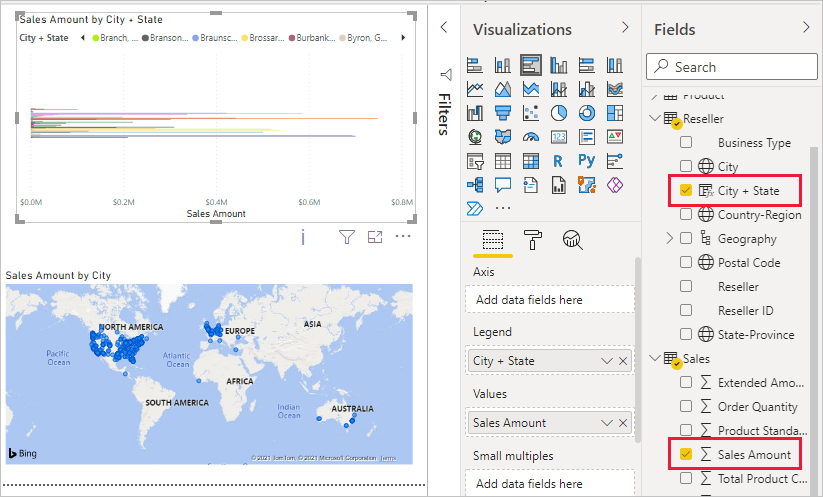 Sales Amount by City + State
City + State Branch, ... Branson... Braunsc... Brossar... Burbank... Byron, G...
$0.0M $0.2M $0.4M $0.6M $0.8M
Sales Amount
Sales Amount by City
NORTH AMERICA
EUROPE
ASIA
Pacific
Ocean
Atlantic
Ocean
AFRICA
SOUTH AMERICA
Indian
Ocean
AUSTRALIA
Bing
© 2021 TomTom, © 2021 Microsoft Corporation Terms
Filters
Visualizations
123
R
Py
Axis
Add data fields here
Legend
City + State
Values
Sales Amount
Small multiples
Add data fields here
Fields
Search
Product
Reseller
Business Type
City
City + State
Country-Region
Geography
Postal Code
Reseller
Reseller ID
State-Province
Sales
Extended Amo...
Order Quantity
Product Standa...
Sales Amount
Total Product C...